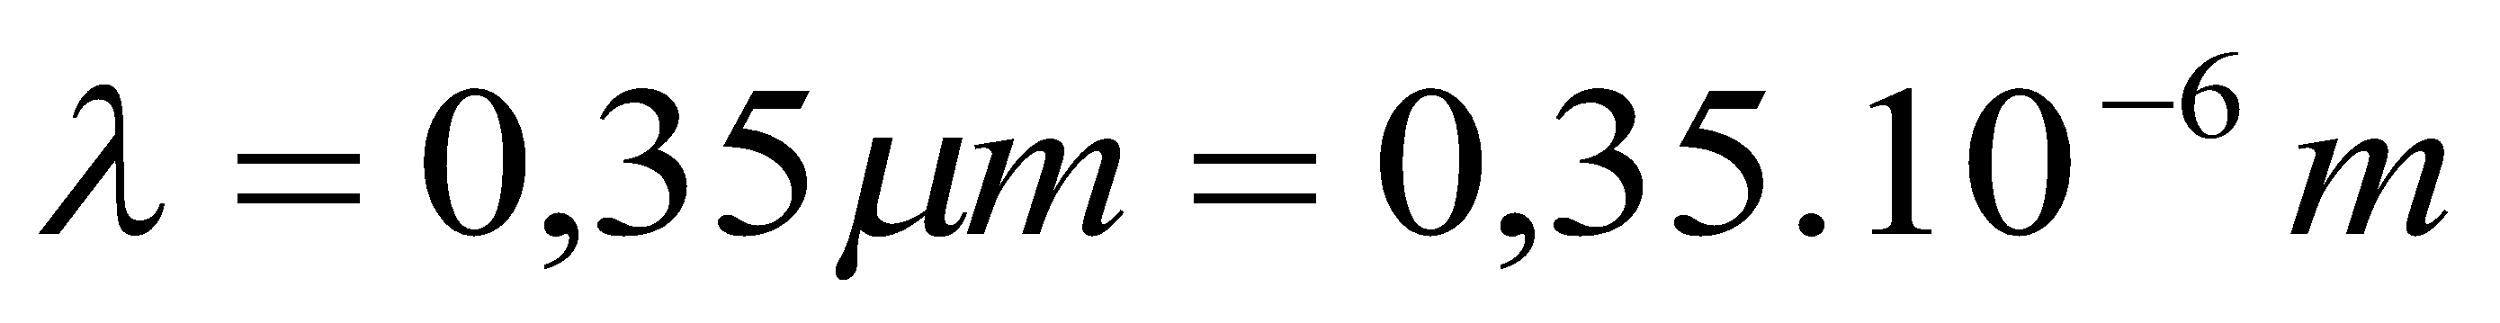 λ = 0,35 μm = 0,35.10⁻⁶ m